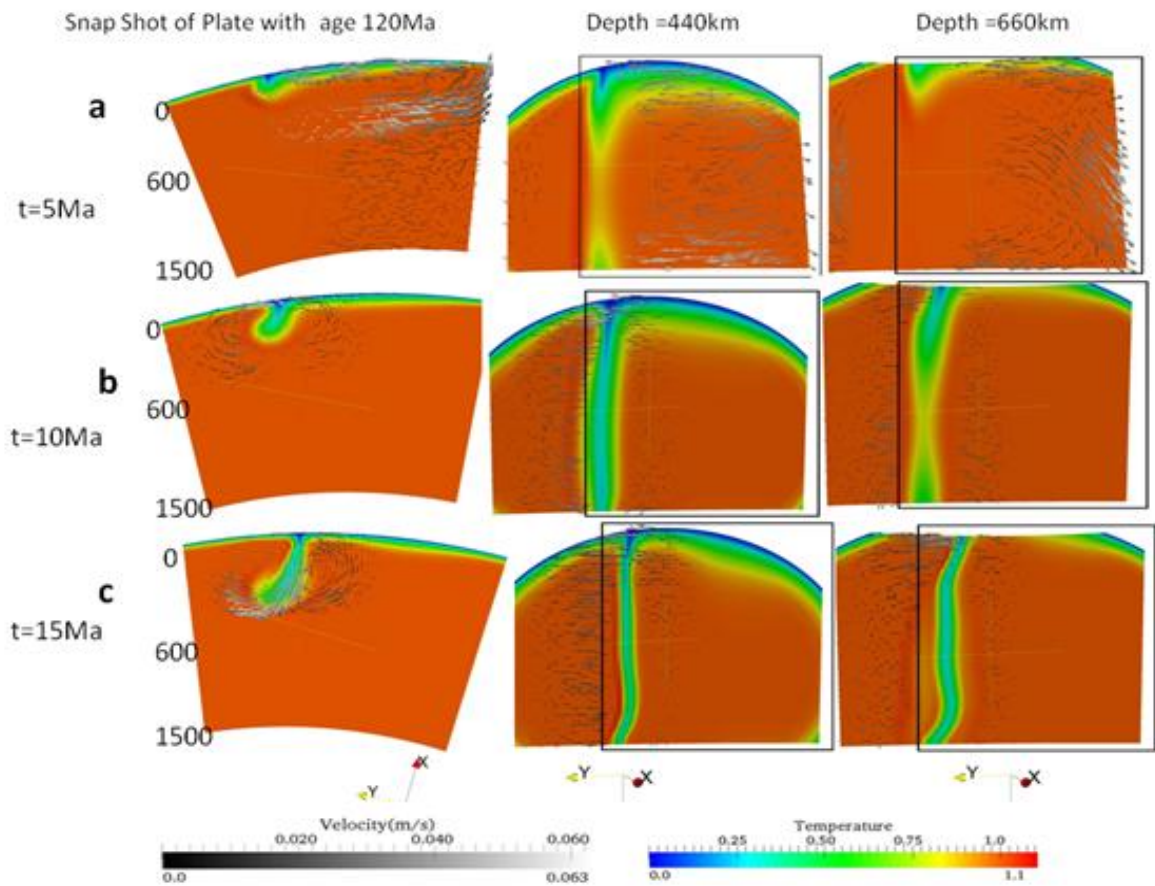 Snap Shot of Plate with age 120Ma Depth =440km Depth =660km
a
0
600
t=5Ma
1500
0
b
600
t=10Ma
1500
0
c
t=15Ma
600
1500
X
Y
Y X
Y X
Velocity(m/s)
0.020 0.040 0.060
0.0 0.063
Temperature
0.25 0.50 0.75 1.0
0.0 1.1